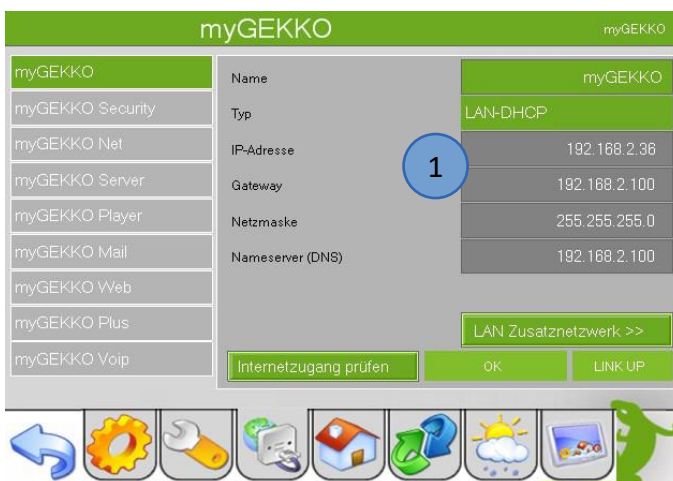 myGEKKO
myGEKKO
myGEKKO
myGEKKO Security
myGEKKO Net
myGEKKO Server
myGEKKO Player
myGEKKO Mail
myGEKKO Web
myGEKKO Plus
myGEKKO Voip
Name myGEKKO
Typ LAN-DHCP
IP-Adresse 192.168.2.36
1
Gateway 192.168.2.100
Netzmaske 255.255.255.0
Nameserver (DNS) 192.168.2.100
LAN Zusatznetzwerk >>
Internetzugang prüfen OK LINK UP